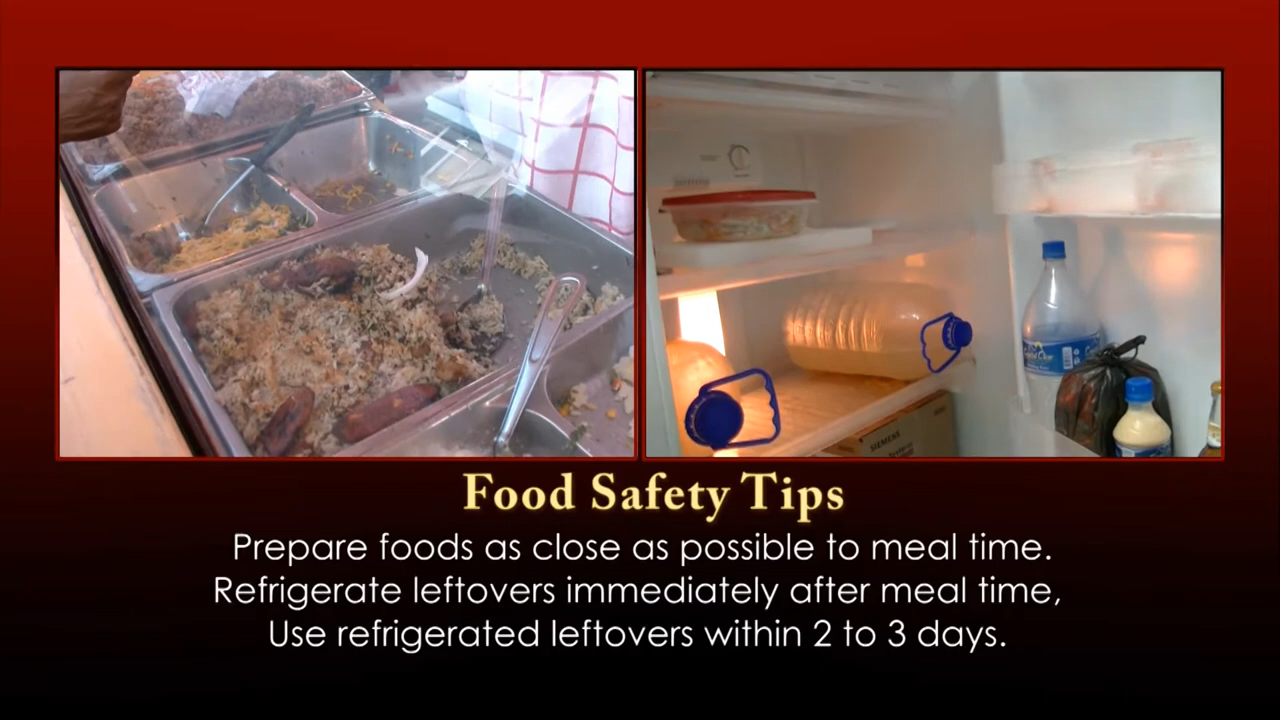 SIEMENS
Food Safety Tips
Prepare foods as close as possible to meal time.
Refrigerate leftovers immediately after meal time,
Use refrigerated leftovers within 2 to 3 days.